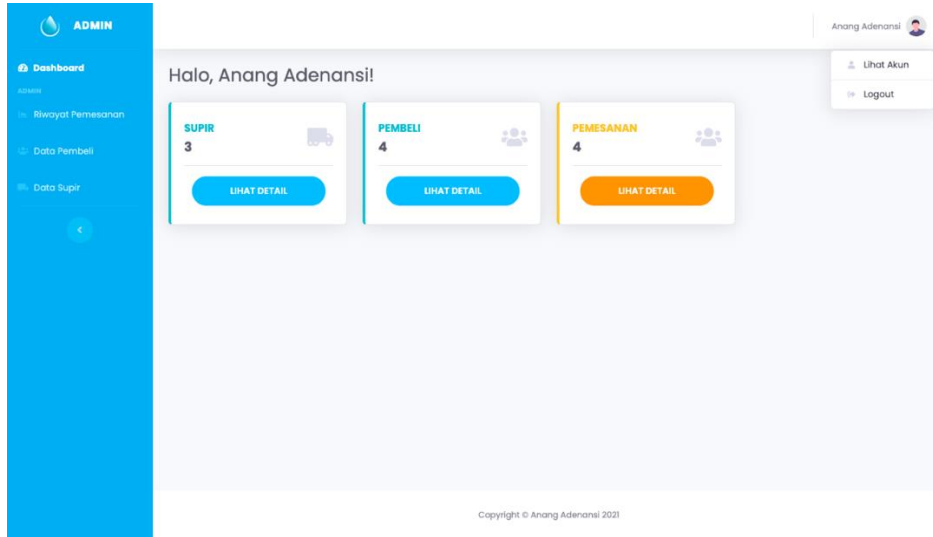 ADMIN
Dashboard
ADMIN
Riwayat Pemesanan
Data Pembeli
Data Supir
Anang Adenansi
Lihat Akun
Logout
Halo, Anang Adenansi!
SUPIR
3
LIHAT DETAIL
PEMBELI
4
LIHAT DETAIL
PEMESANAN
4
LIHAT DETAIL
Copyright © Anang Adenansi 2021